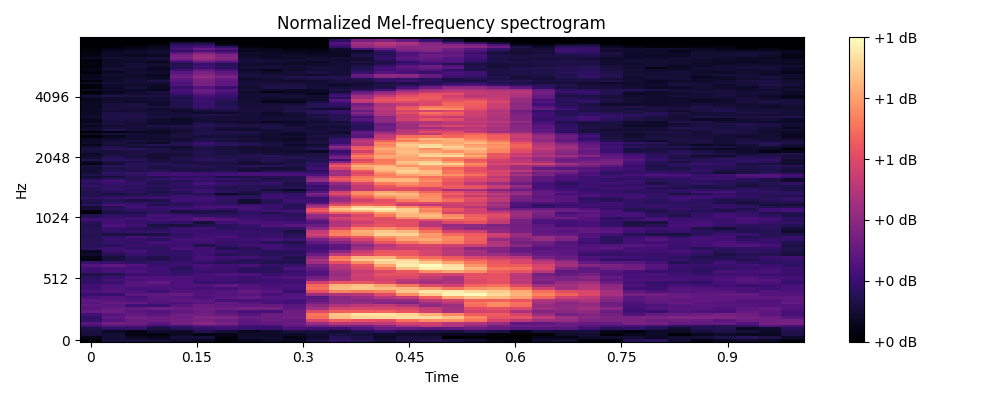 Normalized Mel-frequency spectrogram
Hz
4096
2048
1024
512
0
0 0.15 0.3 0.45 0.6 0.75 0.9
Time
+1 dB
+1 dB
+1 dB
+0 dB
+0 dB
+0 dB